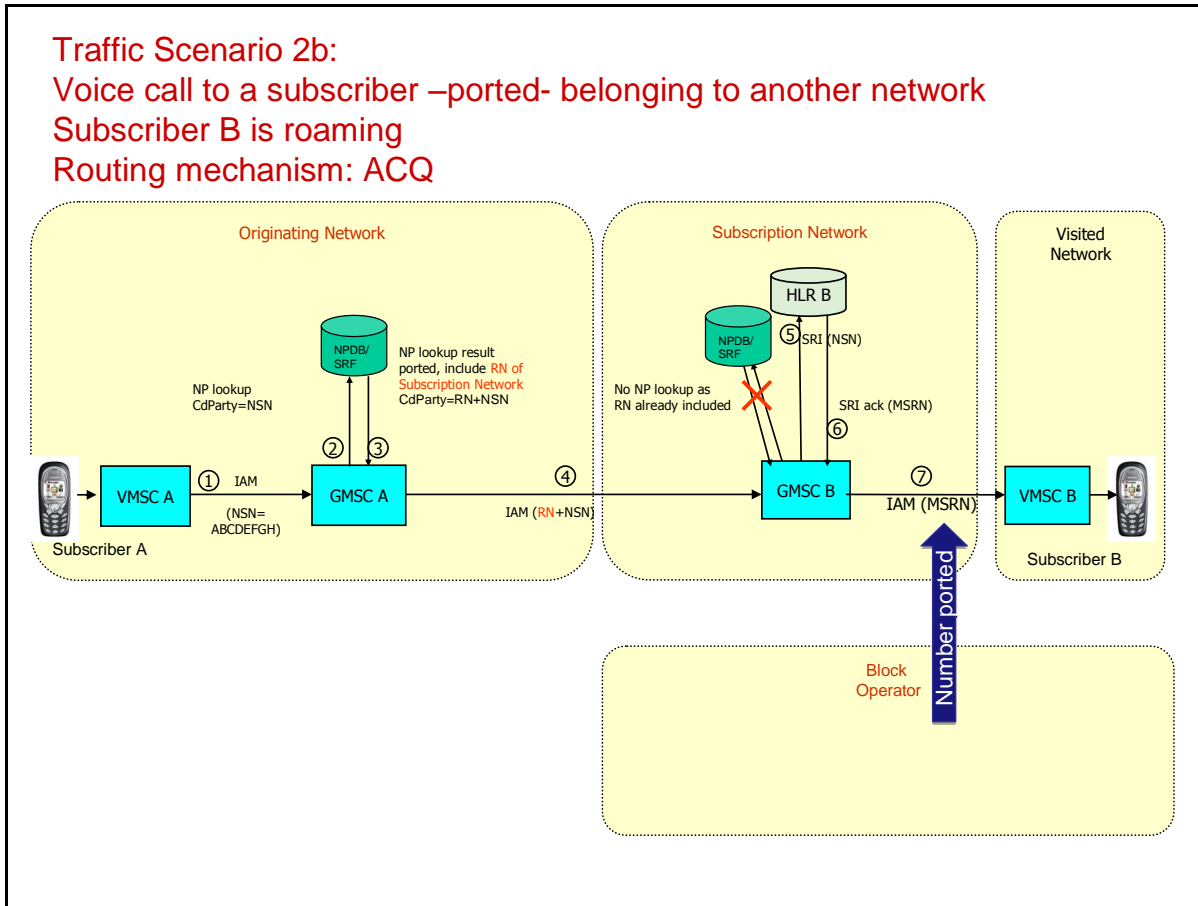 Traffic Scenario 2b:
Voice call to a subscriber –ported- belonging to another network
Subscriber B is roaming
Routing mechanism: ACQ
Originating Network
Subscription Network
Visited
Network
HLR B
NPDB/
SRF
NP lookup result
ported, include RN of
Subscription Network
CdParty=RN+NSN
NP lookup
CdParty=NSN
NPDB/
SRF
5
SRI (NSN)
No NP lookup as
RN already included
SRI ack (MSRN)
6
2
3
1
IAM
4
7
VMSC A
GMSC A
GMSC B
VMSC B
(NSN=
ABCDEFGH)
IAM (RN+NSN)
IAM (MSRN)
Subscriber A
Subscriber B
Number ported
Block
Operator